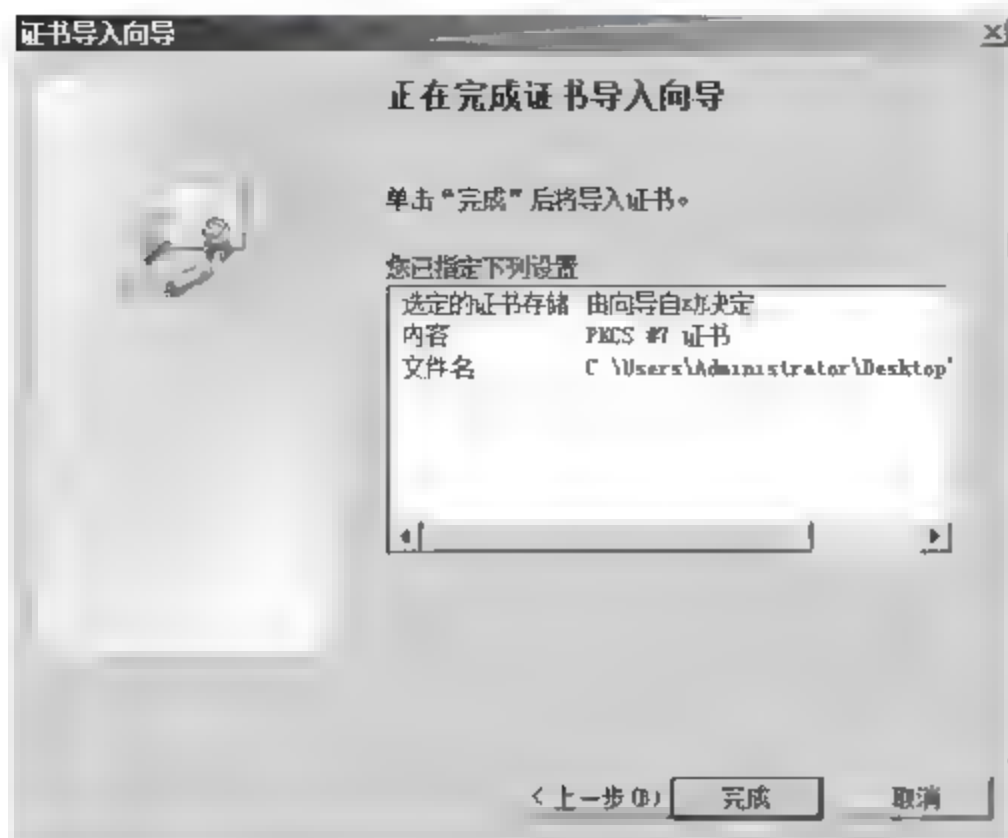 证书导入向导
正在完成证书导入向导
单击“完成”后将导入证书。
您已指定下列设置
选定的证书存储 由向导自动决定
内容 PKCS #7 证书
文件名 C \Users\Administrator\Desktop\
< 上一步(B) 完成 取消